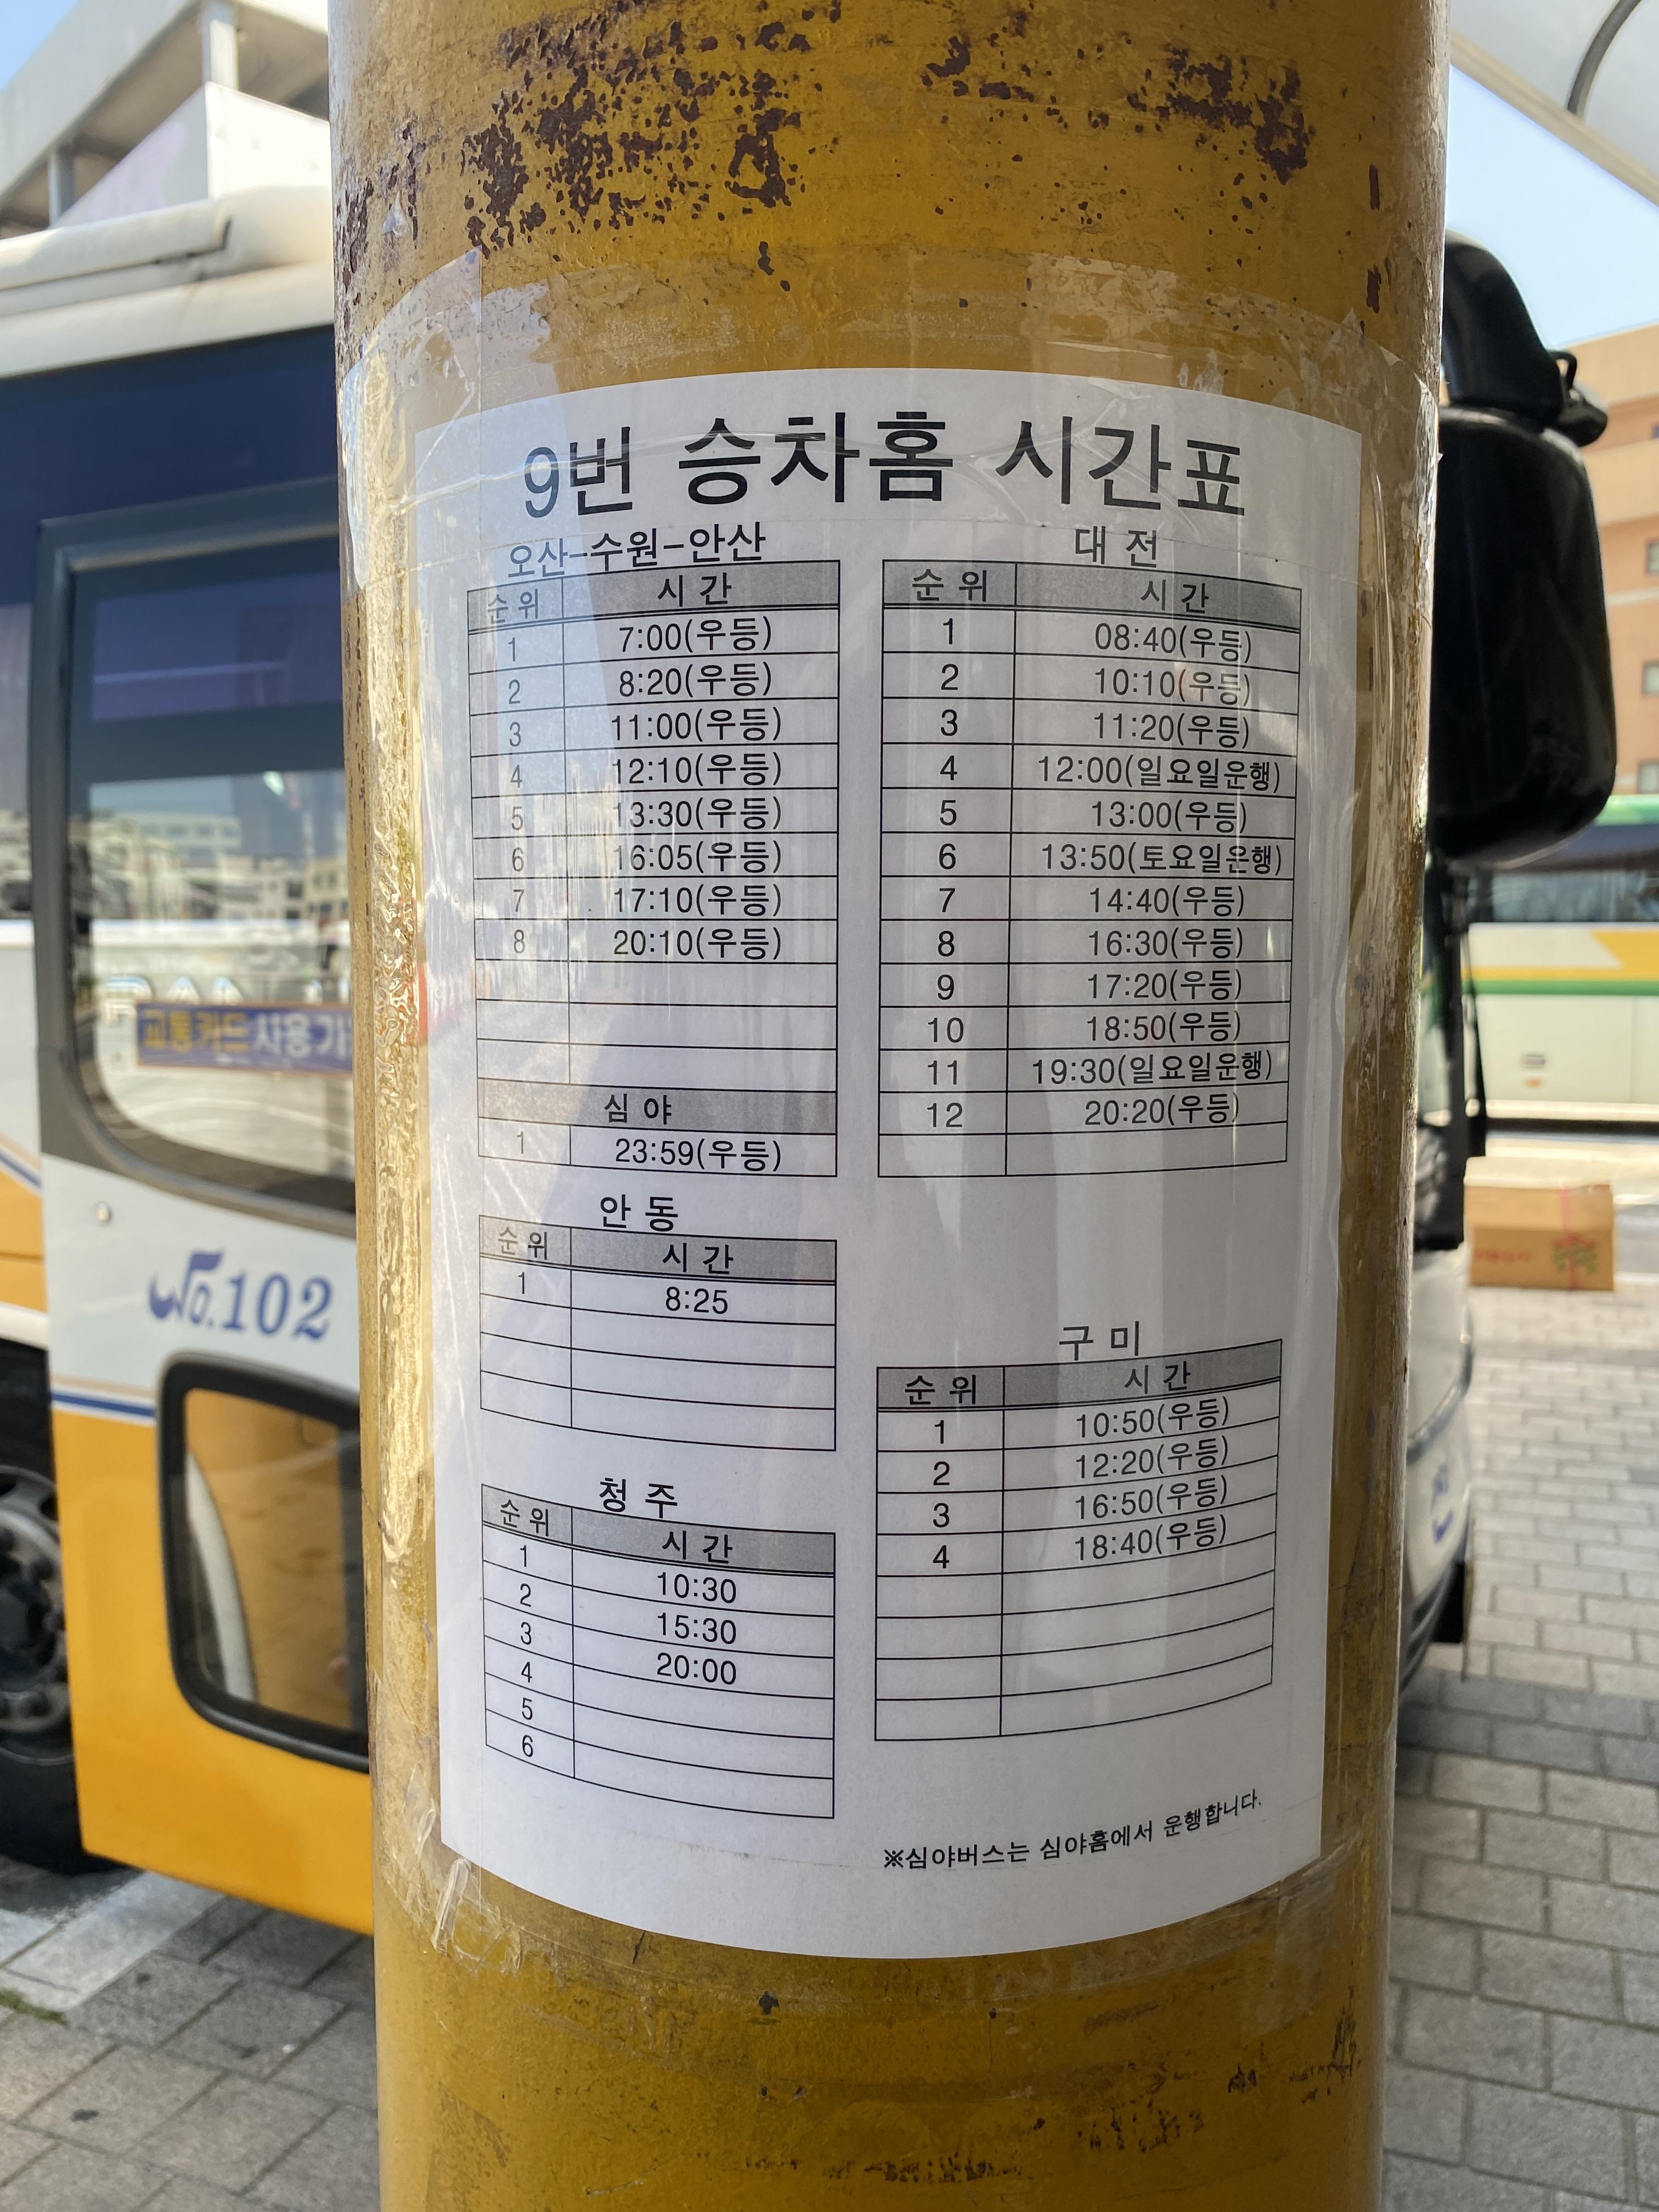 9번 승차홈 시간표
오산-수원-안산
순 위 시 간
1 7:00(우등)
2 8:20(우등)
3 11:00(우등)
4 12:10(우등)
5 13:30(우등)
6 16:05(우등)
7 17:10(우등)
8 20:10(우등)
심 야
1 23:59(우등)
안 동
순 위 시 간
1 8:25
청 주
순 위 시 간
1 10:30
2 15:30
3 20:00
4
5
6
대 전
순 위 시 간
1 08:40(우등)
2 10:10(우등)
3 11:20(우등)
4 12:00(일요일운행)
5 13:00(우등)
6 13:50(토요일운행)
7 14:40(우등)
8 16:30(우등)
9 17:20(우등)
10 18:50(우등)
11 19:30(일요일운행)
12 20:20(우등)
구 미
순 위 시 간
1 10:50(우등)
2 12:20(우등)
3 16:50(우등)
4 18:40(우등)
※심야버스는 심야홈에서 운행합니다.
교통카드 사용가
No.102